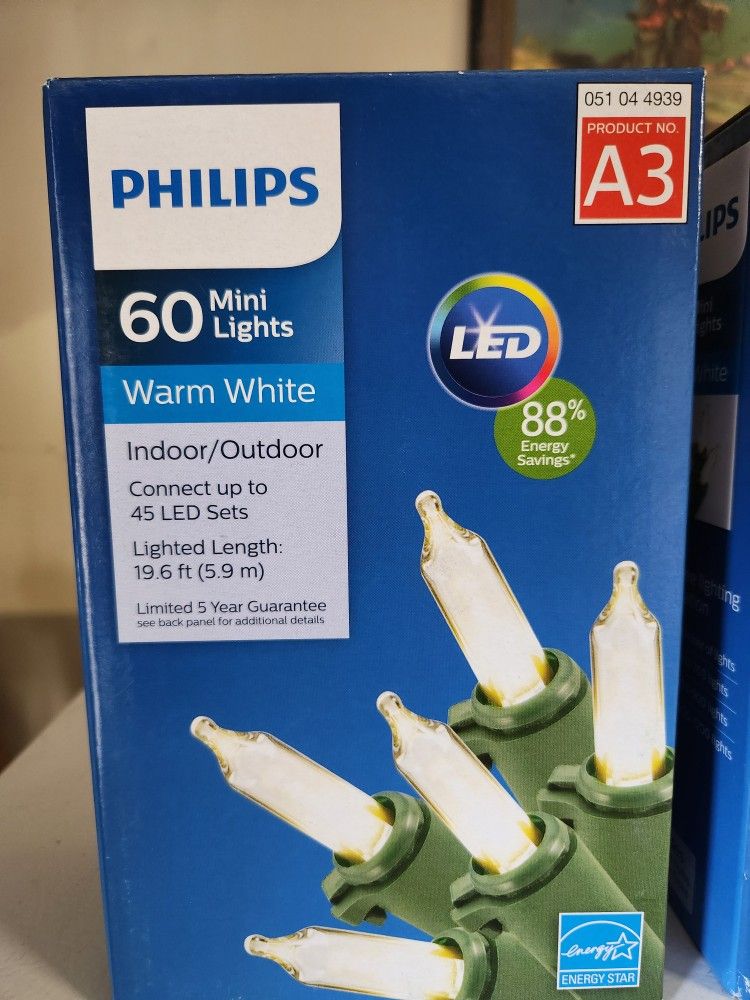 051 04 4939
PRODUCT NO.
A3
PHILIPS
60 Mini
Lights
Warm White
Indoor/Outdoor
Connect up to
45 LED Sets
Lighted Length:
19.6 ft (5.9 m)
Limited 5 Year Guarantee
see back panel for additional details
LED
88%
Energy
Savings*
energy
ENERGY STAR
lighting